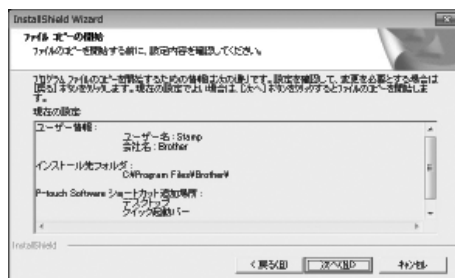 InstallShield Wizard
ファイル コピーの開始
ファイルのコピーを開始する前に、設定内容を確認してください。
プログラム ファイルのコピーを開始するための情報は次の通りです。設定を確認して、変更を必要とする場合は
[戻る] ボタンをクリックします。現在の設定でよい場合は、[次へ] ボタンをクリックするとファイルのコピーを開始しま
す。
現在の設定:
ユーザー情報:
ユーザー名:Stamp
会社名:Brother
インストール先フォルダ:
C:¥Program Files¥Brother¥
P-touch Software ショートカット追加場所:
デスクトップ
クイック起動バー
InstallShield
< 戻る(B)
次へ(N)>
キャンセル